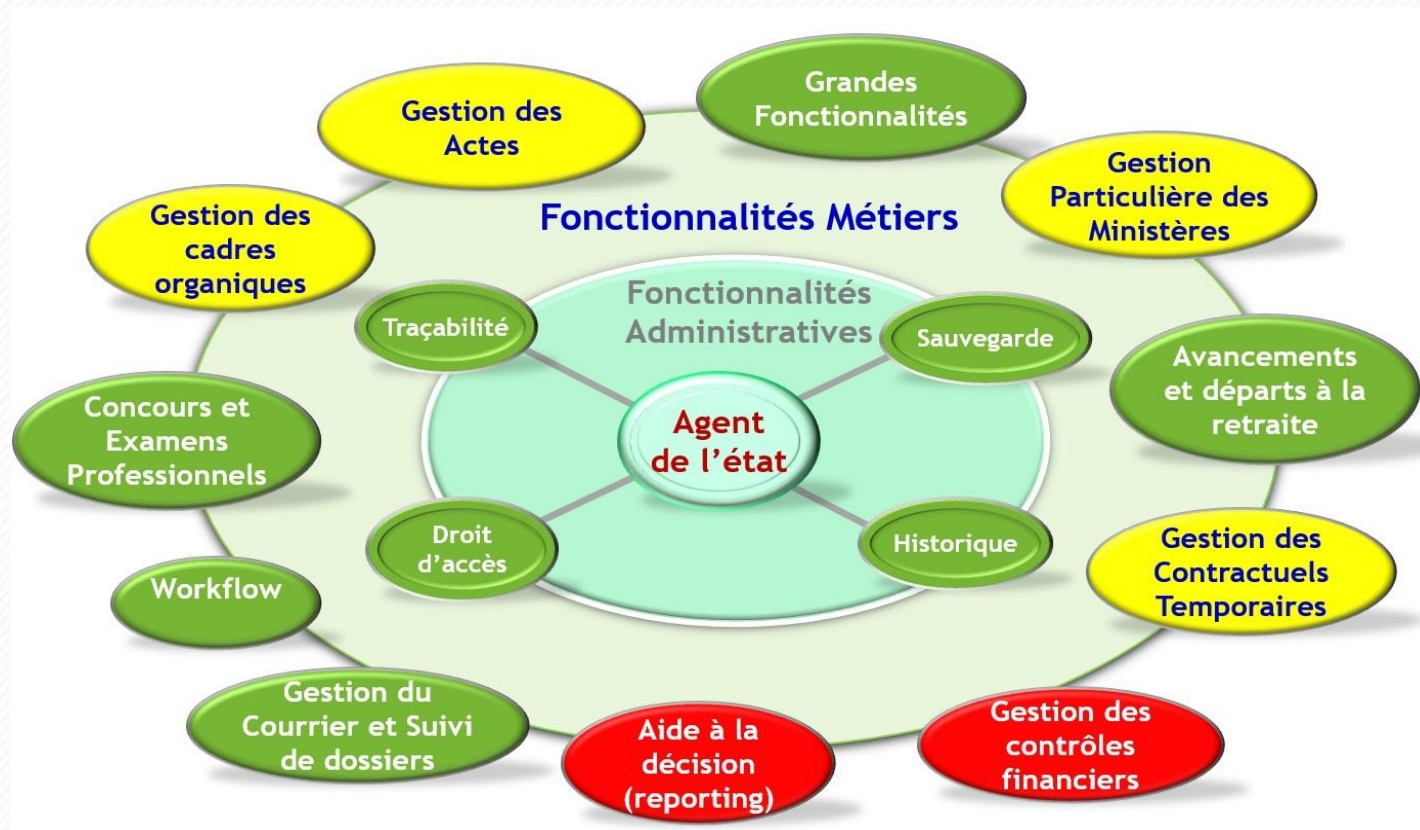 Grandes
Fonctionnalités
Gestion des
Actes
Gestion
Particulière des
Ministères
Gestion des
cadres
organiques
Fonctionnalités Métiers
Fonctionnalités
Administratives
Traçabilité
Sauvegarde
Avancements
et départs à la
retraite
Concours et
Examens
Professionnels
Agent
de l’état
Droit
d’accès
Historique
Gestion des
Contractuels
Temporaires
Workflow
Gestion du
Courrier et Suivi
de dossiers
Aide à la
décision
(reporting)
Gestion des
contrôles
financiers